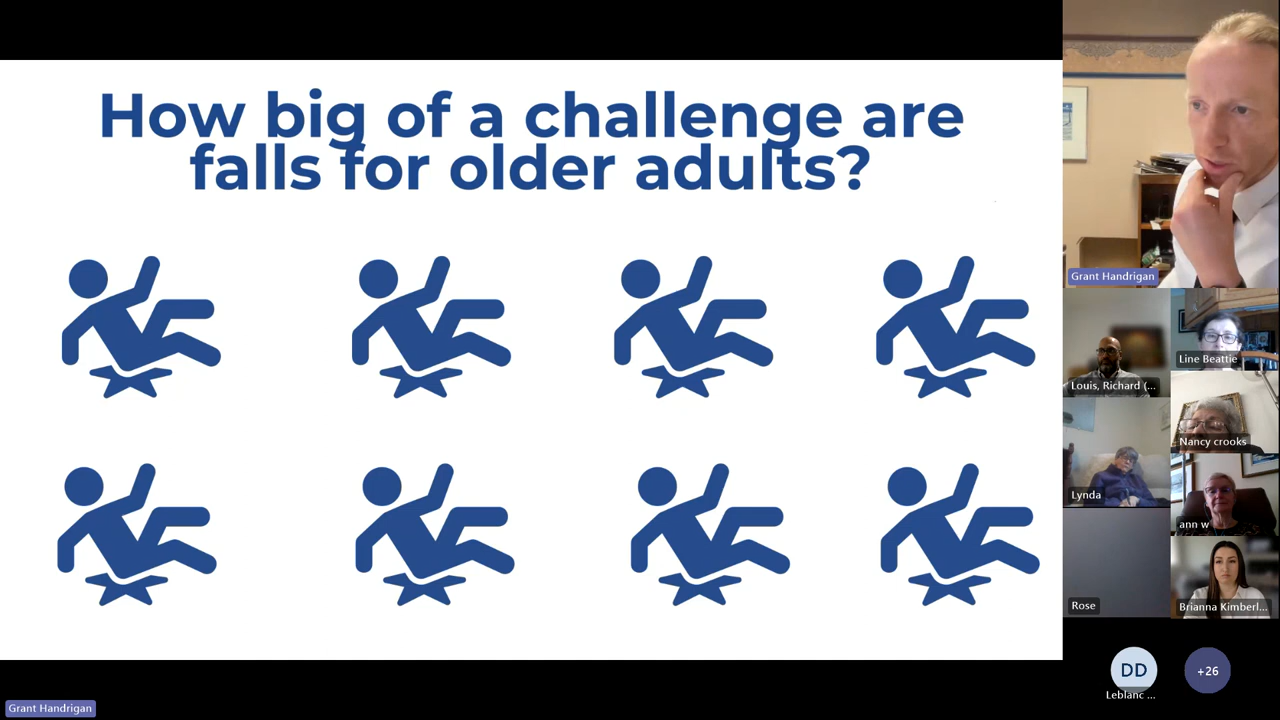 How big of a challenge are
falls for older adults?
Grant Handrigan
Louis, Richard (...
Line Beattie
Nancy crooks
Lynda
ann w
Rose
Brianna Kimberl...
DD
Leblanc ...
+26
Grant Handrigan